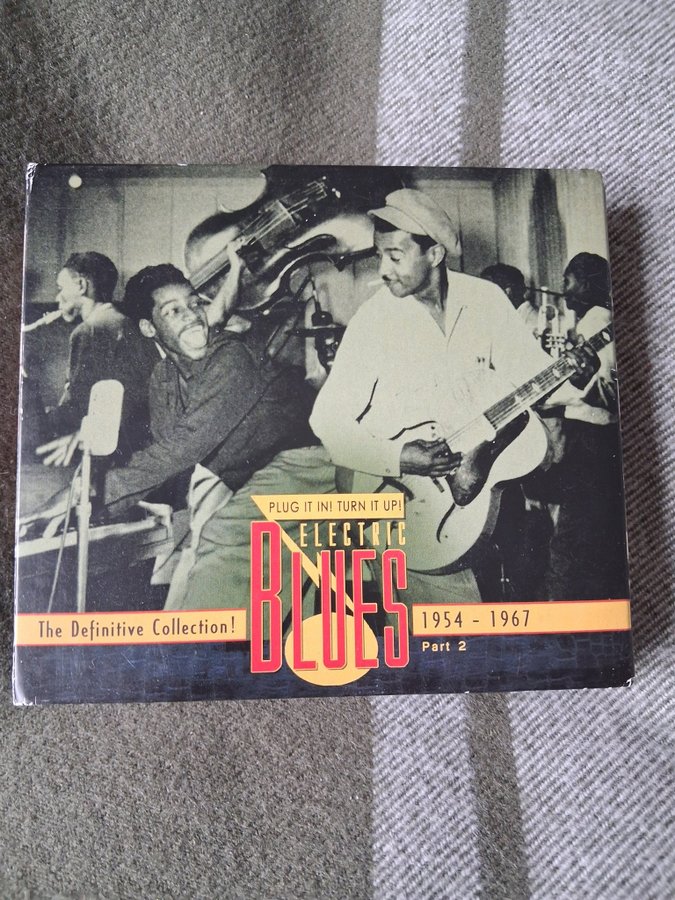 PLUG IT IN! TURN IT UP!
ELECTRIC
BLUES
The Definitive Collection!
1954 - 1967
Part 2